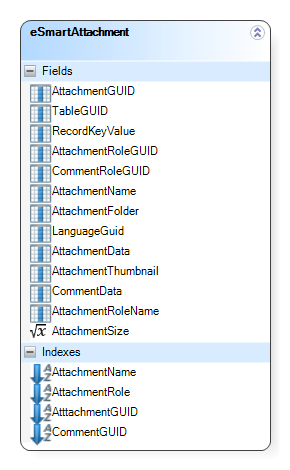 eSmartAttachment
Fields
AttachmentGUID
TableGUID
RecordKeyValue
AttachmentRoleGUID
CommentRoleGUID
AttachmentName
AttachmentFolder
LanguageGuid
AttachmentData
AttachmentThumbnail
CommentData
AttachmentRoleName
AttachmentSize
Indexes
AttachmentName
AttachmentRole
AtttachmentGUID
CommentGUID